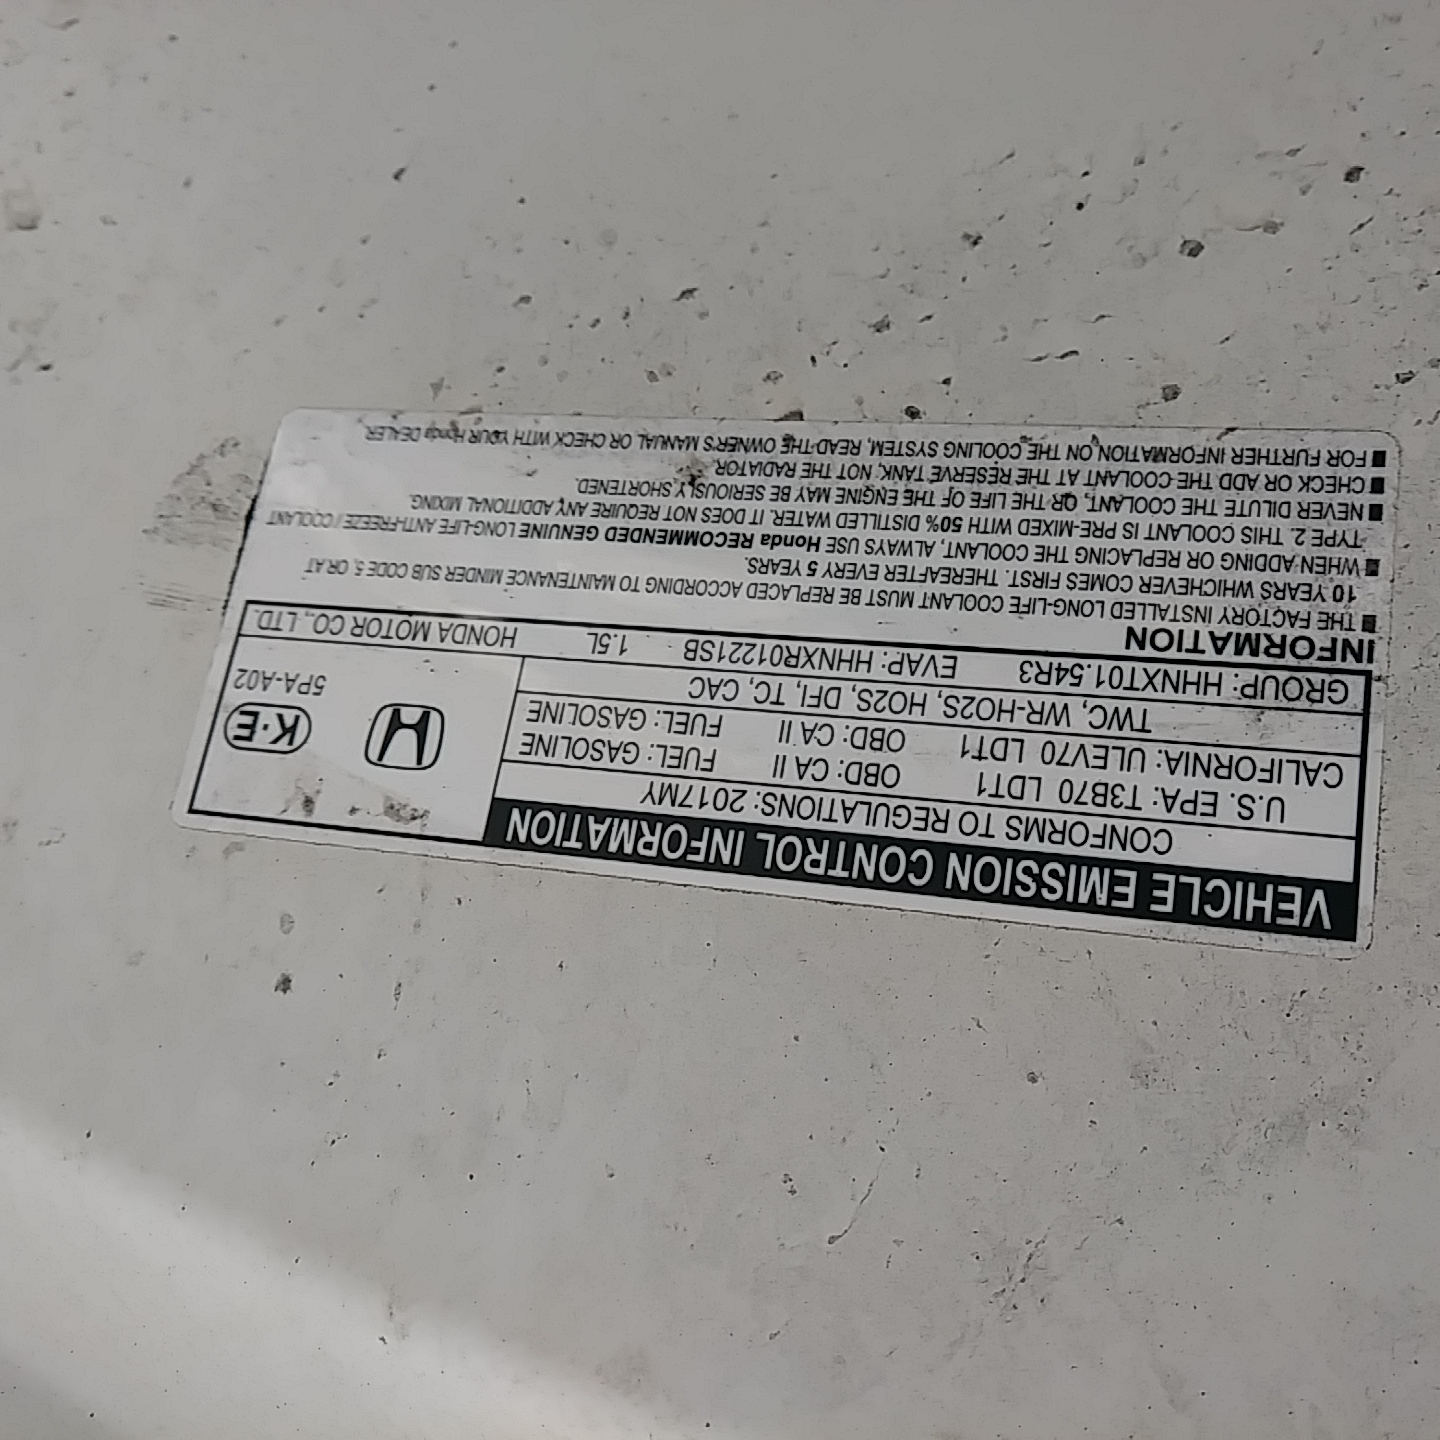 VEHICLE EMISSION CONTROL INFORMATION
CONFORMS TO REGULATIONS: 2017MY
U.S. EPA: T3B70 LDT1 OBD: CA II FUEL: GASOLINE
CALIFORNIA: ULEV70 LDT1 OBD: CA II FUEL: GASOLINE
TWC, WR-HO2S, HO2S, DFI, TC, CAC
K·E
5PA-A02
GROUP: HHNXT01.54R3 EVAP: HHNXR01221SB 1.5L HONDA MOTOR CO., LTD.
INFORMATION
■ THE FACTORY INSTALLED LONG-LIFE COOLANT MUST BE REPLACED ACCORDING TO MAINTENANCE MINDER SUB CODE 5, OR AT
10 YEARS WHICHEVER COMES FIRST. THEREAFTER EVERY 5 YEARS.
■ WHEN ADDING OR REPLACING THE COOLANT, ALWAYS USE Honda RECOMMENDED GENUINE LONG-LIFE ANTI-FREEZE / COOLANT
TYPE 2. THIS COOLANT IS PRE-MIXED WITH 50% DISTILLED WATER. IT DOES NOT REQUIRE ANY ADDITIONAL MIXING
■ NEVER DILUTE THE COOLANT, OR THE LIFE OF THE ENGINE MAY BE SERIOUSLY SHORTENED.
■ CHECK OR ADD THE COOLANT AT THE RESERVE TANK, NOT THE RADIATOR
■ FOR FURTHER INFORMATION ON THE COOLING SYSTEM, READ THE OWNER'S MANUAL OR CHECK WITH YOUR Honda DEALER